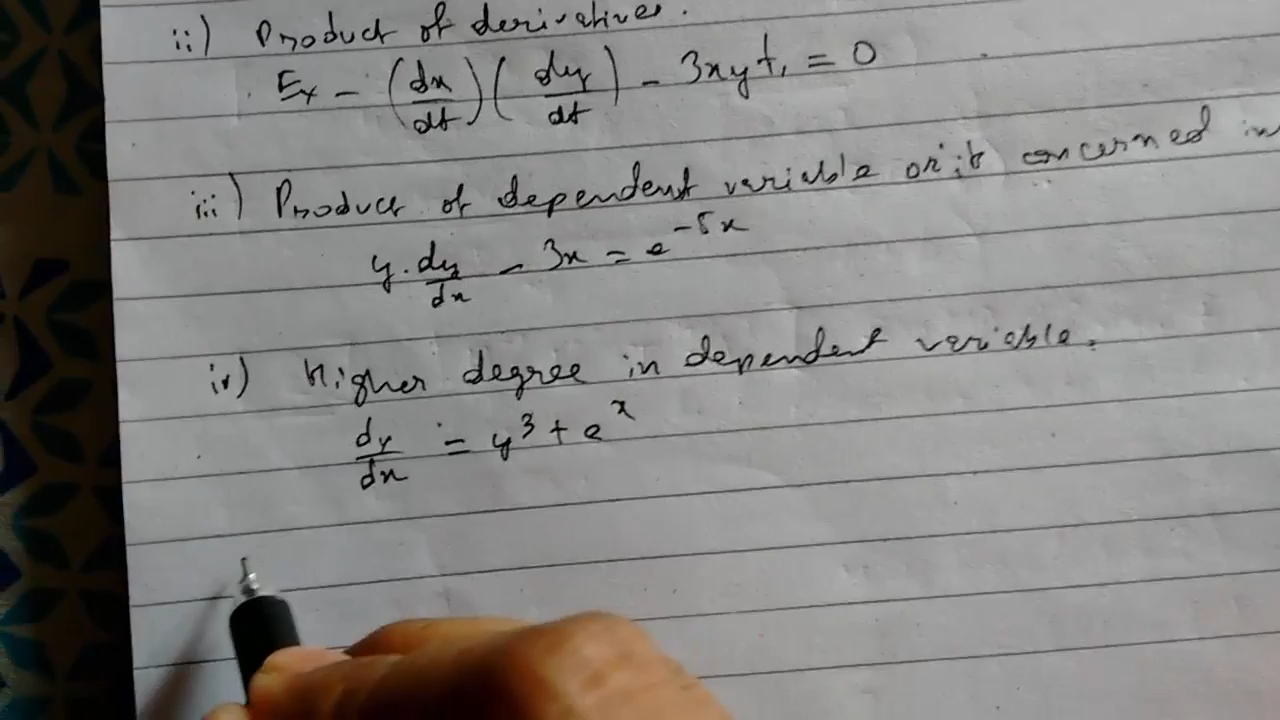 ii) Product of derivatives.
Ex - (dx/dt) (dy/dt) - 3xyt, = 0
iii) Product of dependent variable or it concerned in
y. dy/dx - 3x = e^-5x
iv) Higher degree in dependent variable.
dy/dx = y^3 + e^x